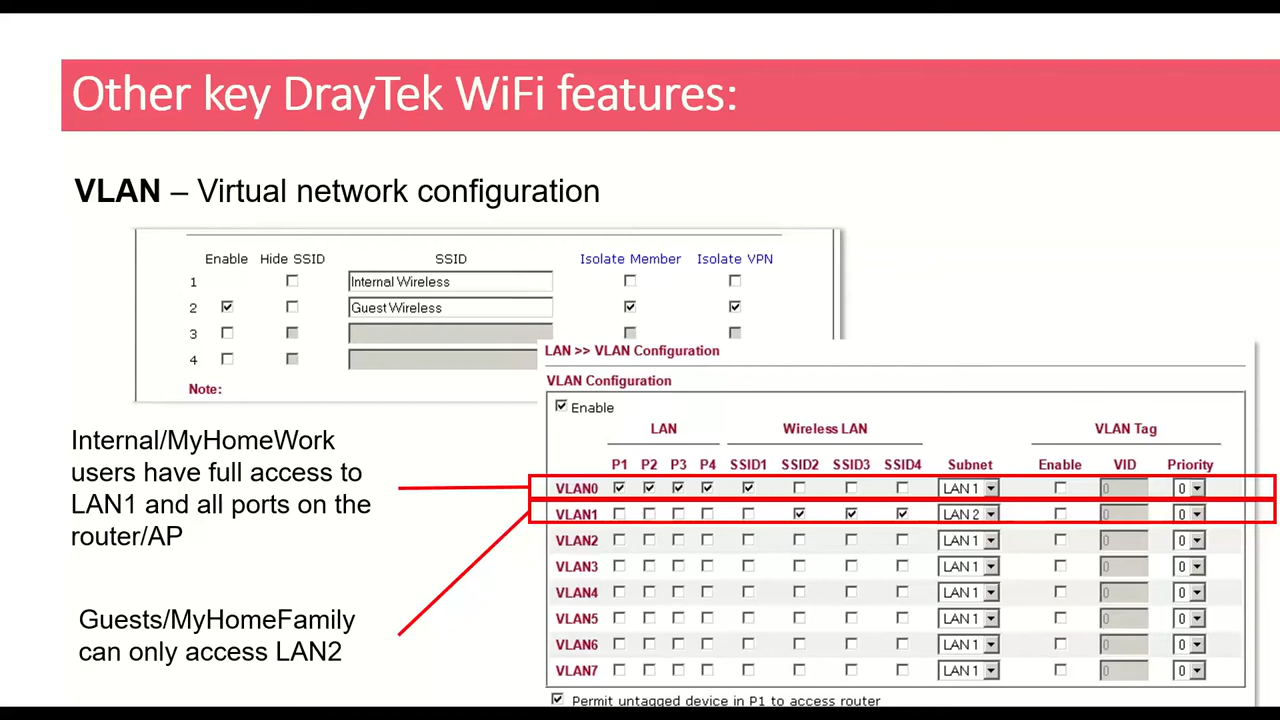 Other key DrayTek WiFi features:
VLAN – Virtual network configuration
Enable Hide SSID SSID Isolate Member Isolate VPN
1 Internal Wireless
2 Guest Wireless
3
4
Note:
LAN >> VLAN Configuration
VLAN Configuration
Enable
LAN Wireless LAN VLAN Tag
P1 P2 P3 P4 SSID1 SSID2 SSID3 SSID4 Subnet Enable VID Priority
VLAN0 LAN 1 0 0
VLAN1 LAN 2 0 0
VLAN2 LAN 1 0 0
VLAN3 LAN 1 0 0
VLAN4 LAN 1 0 0
VLAN5 LAN 1 0 0
VLAN6 LAN 1 0 0
VLAN7 LAN 1 0 0
Permit untagged device in P1 to access router
Internal/MyHomeWork
users have full access to
LAN1 and all ports on the
router/AP
Guests/MyHomeFamily
can only access LAN2